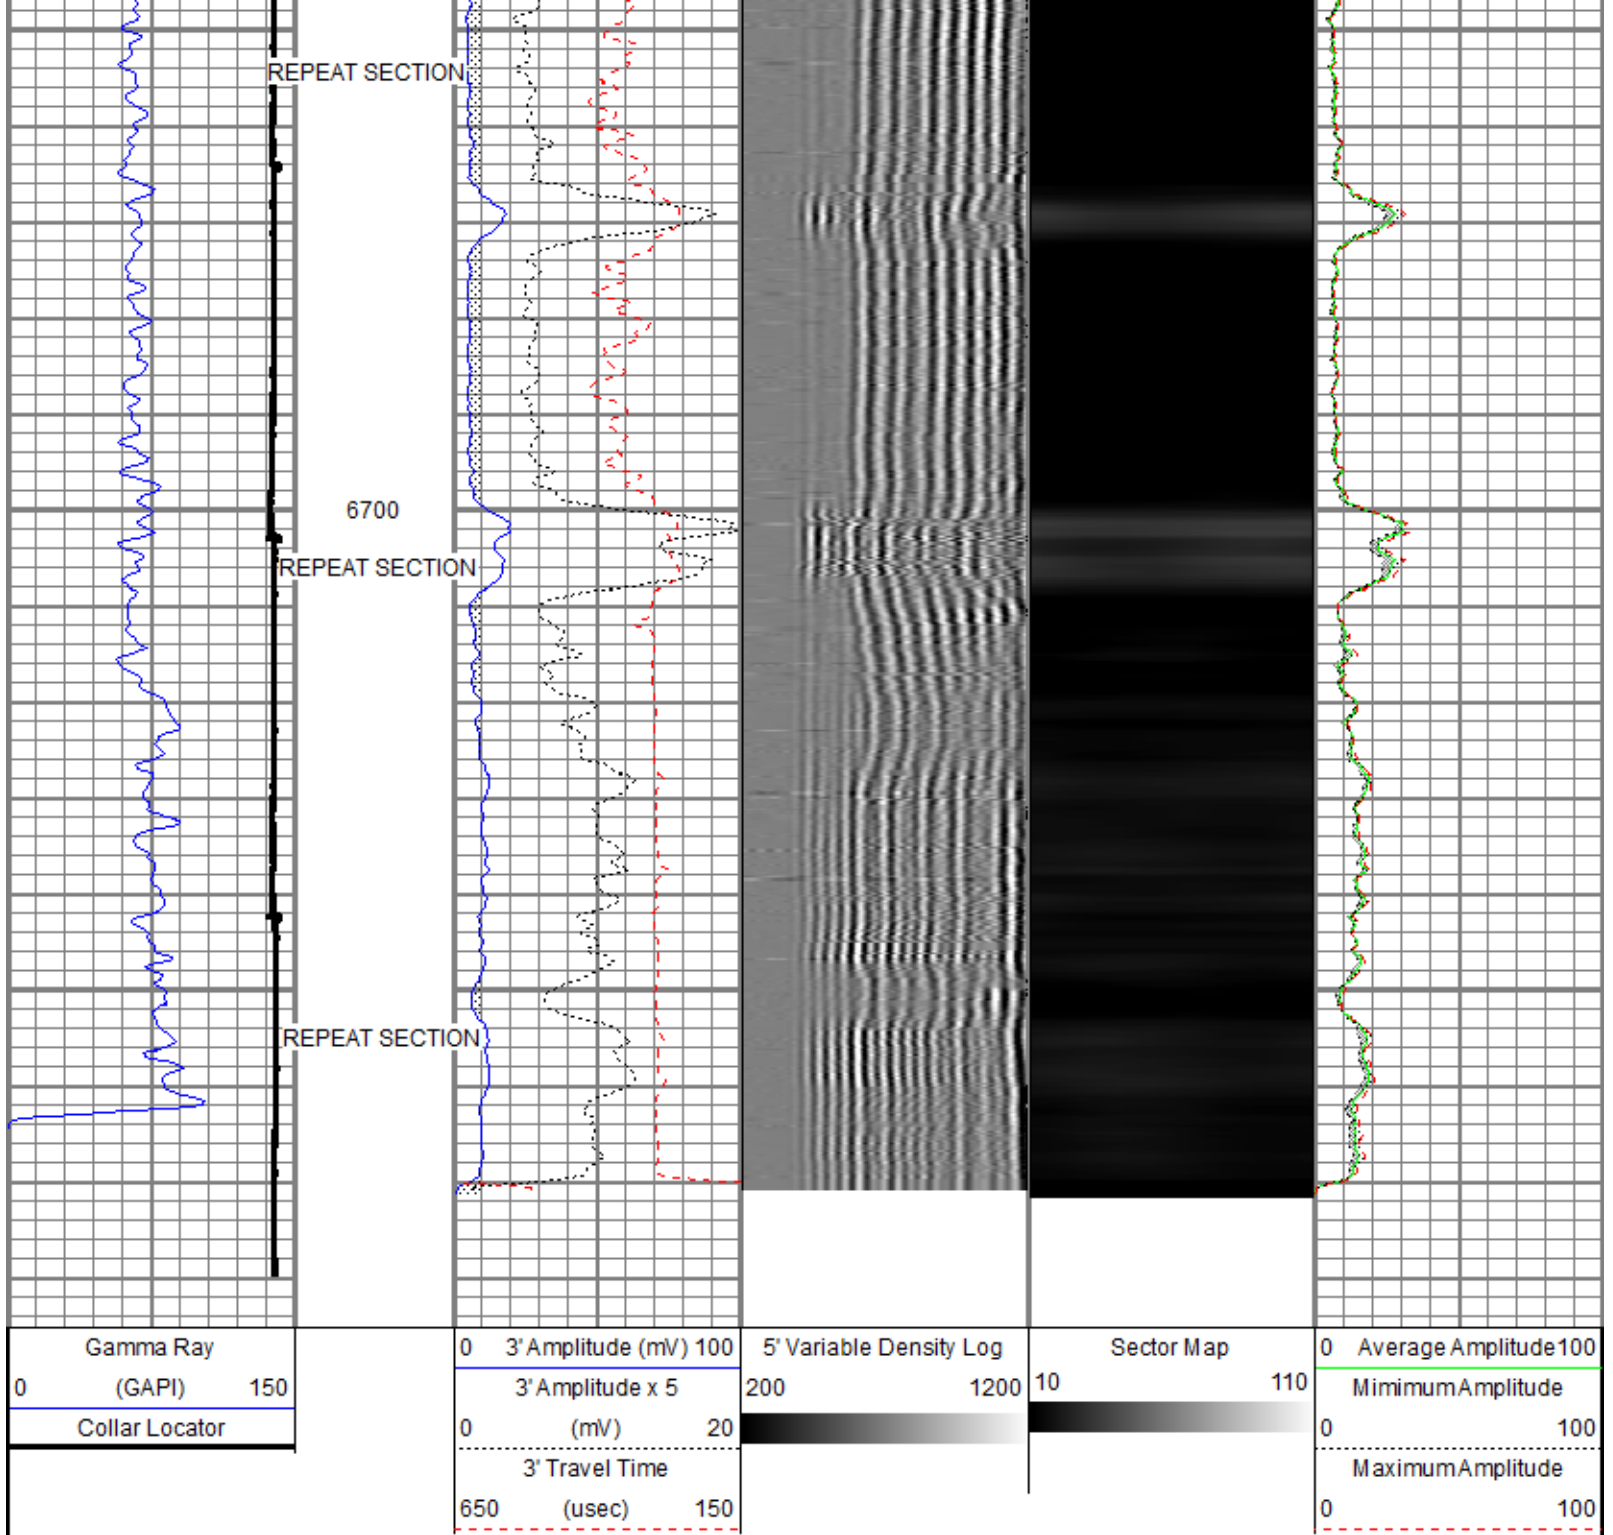 REPEAT SECTION
6700
REPEAT SECTION
REPEAT SECTION
Gamma Ray
0 (GAPI) 150
Collar Locator
0 3' Amplitude (mV) 100
3' Amplitude x 5
0 (mV) 20
3' Travel Time
650 (usec) 150
5' Variable Density Log
200 1200
Sector Map
10 110
0 Average Amplitude 100
Mimimum Amplitude
0 100
Maximum Amplitude
0 100